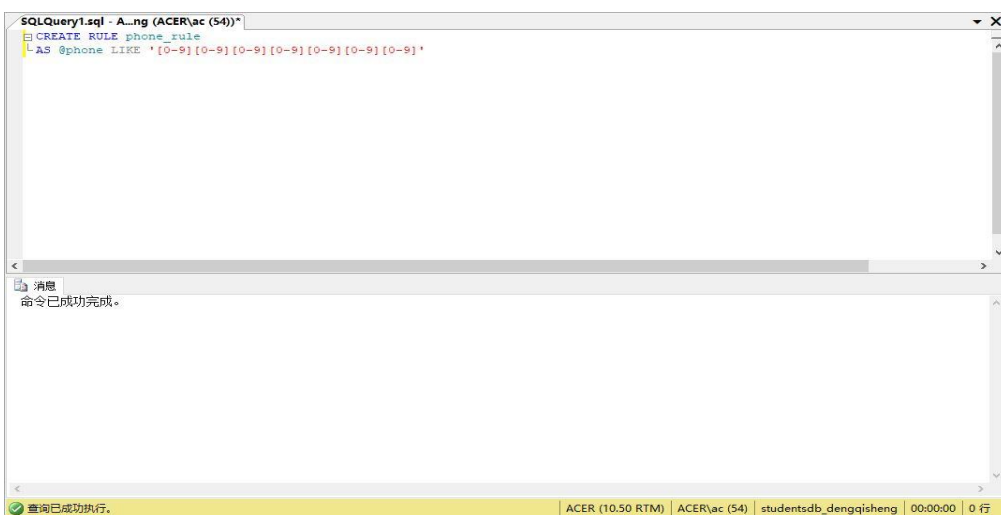 SQLQuery1.sql - A...ng (ACER\ac (54))*
CREATE RULE phone_rule
AS @phone LIKE '[0-9][0-9][0-9][0-9][0-9][0-9][0-9]'
消息
命令已成功完成。
查询已成功执行。 ACER (10.50 RTM) ACER\ac (54) studentsdb_dengqisheng 00:00:00 0 行